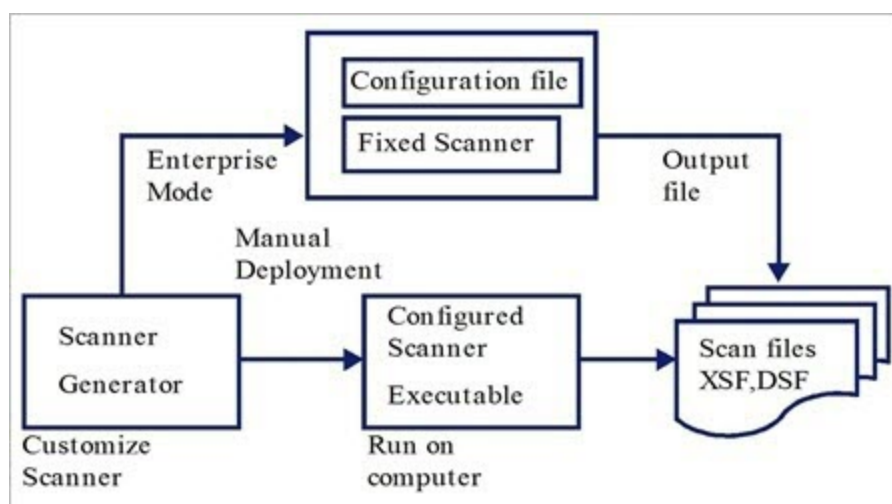 Configuration file
Fixed Scanner
Enterprise
Mode
Output
file
Manual
Deployment
Scanner
Generator
Configured
Scanner
Executable
Scan files
XSF,DSF
Customize
Scanner
Run on
computer